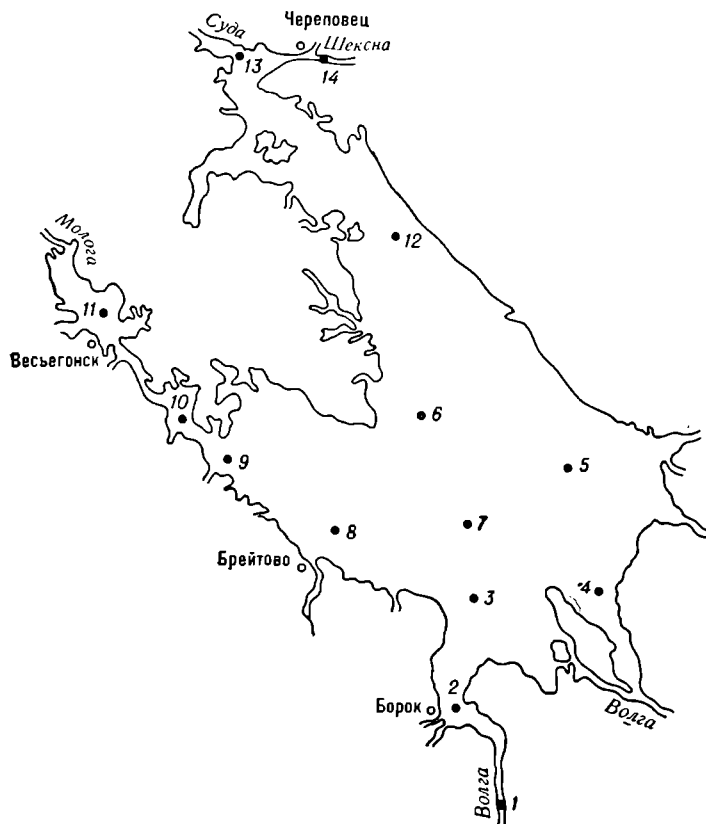 Череповец
Суда
Шексна
13
14
12
Молога
11
Весьегонск
10
6
9
5
8
7
Брейтово
4
3
2
Борок
Волга
Волга
1